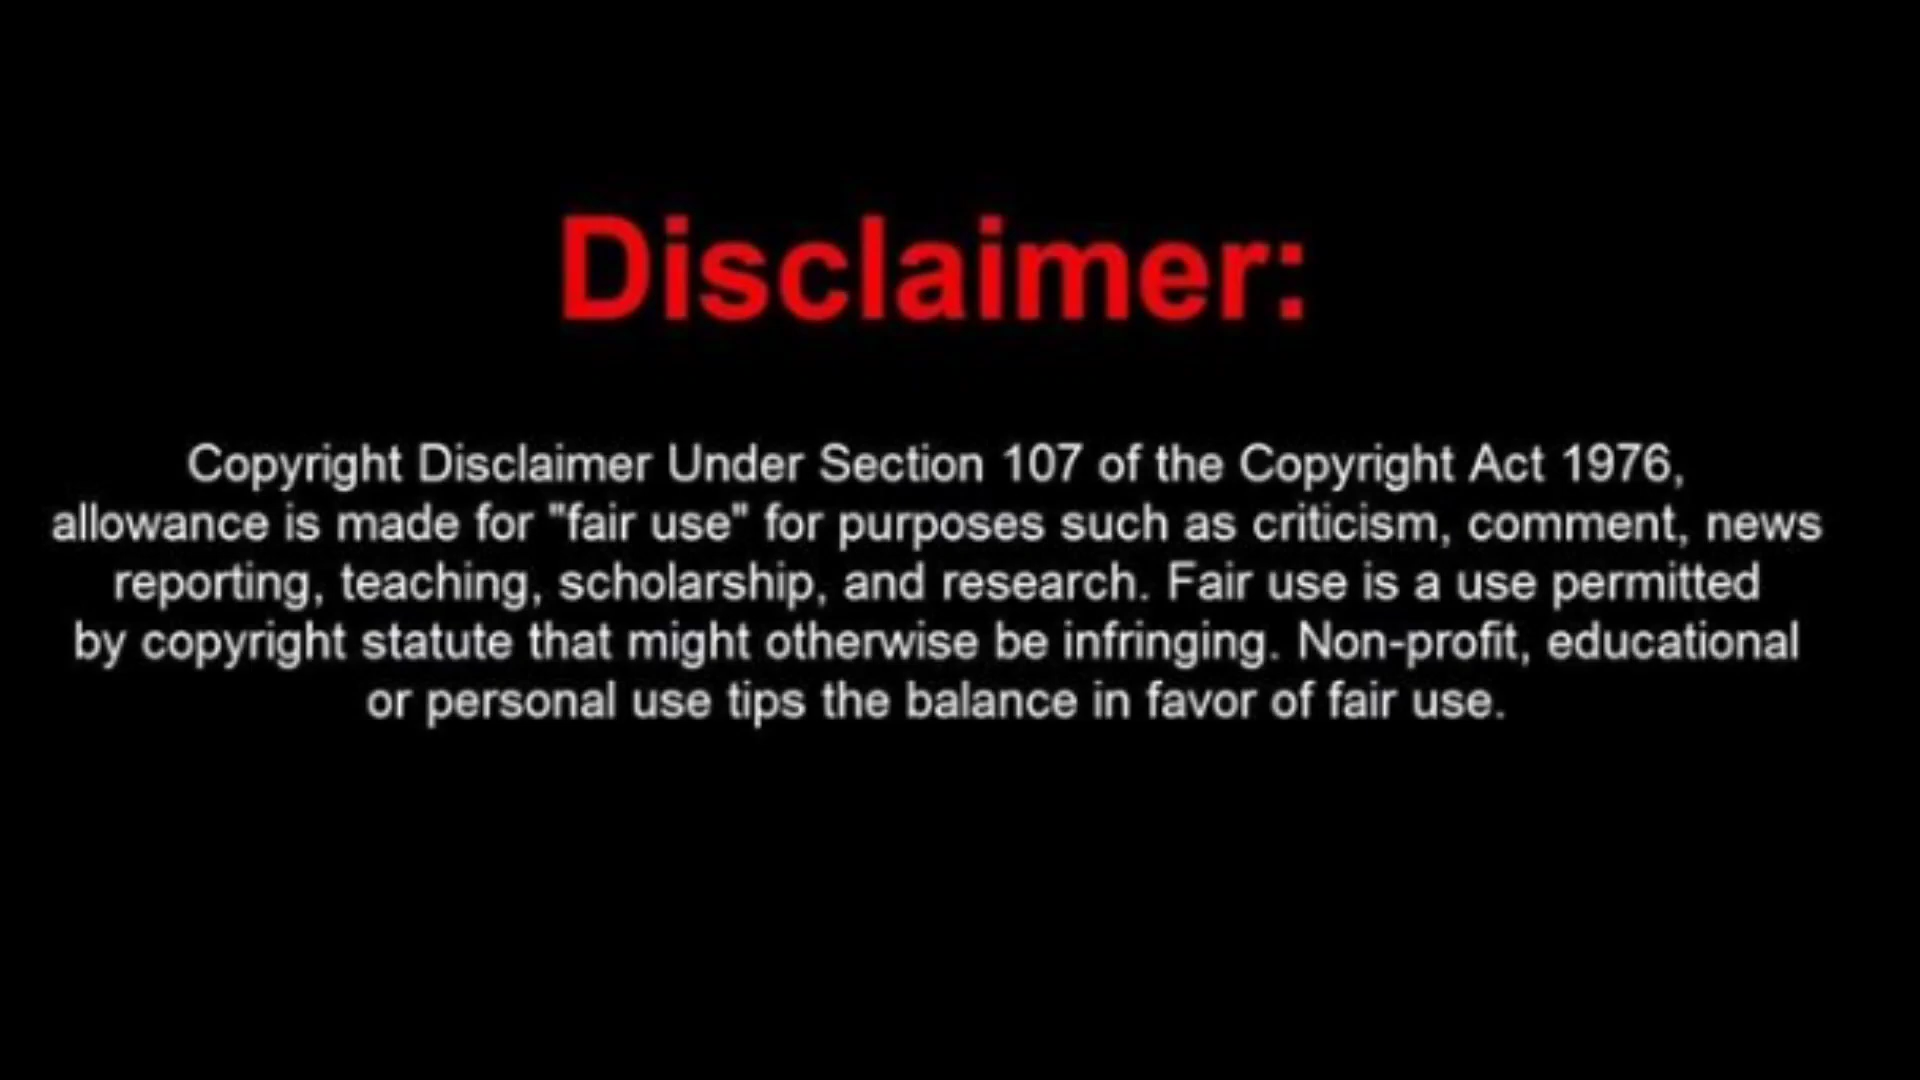 Disclaimer:
Copyright Disclaimer Under Section 107 of the Copyright Act 1976,
allowance is made for "fair use" for purposes such as criticism, comment, news
reporting, teaching, scholarship, and research. Fair use is a use permitted
by copyright statute that might otherwise be infringing. Non-profit, educational
or personal use tips the balance in favor of fair use.